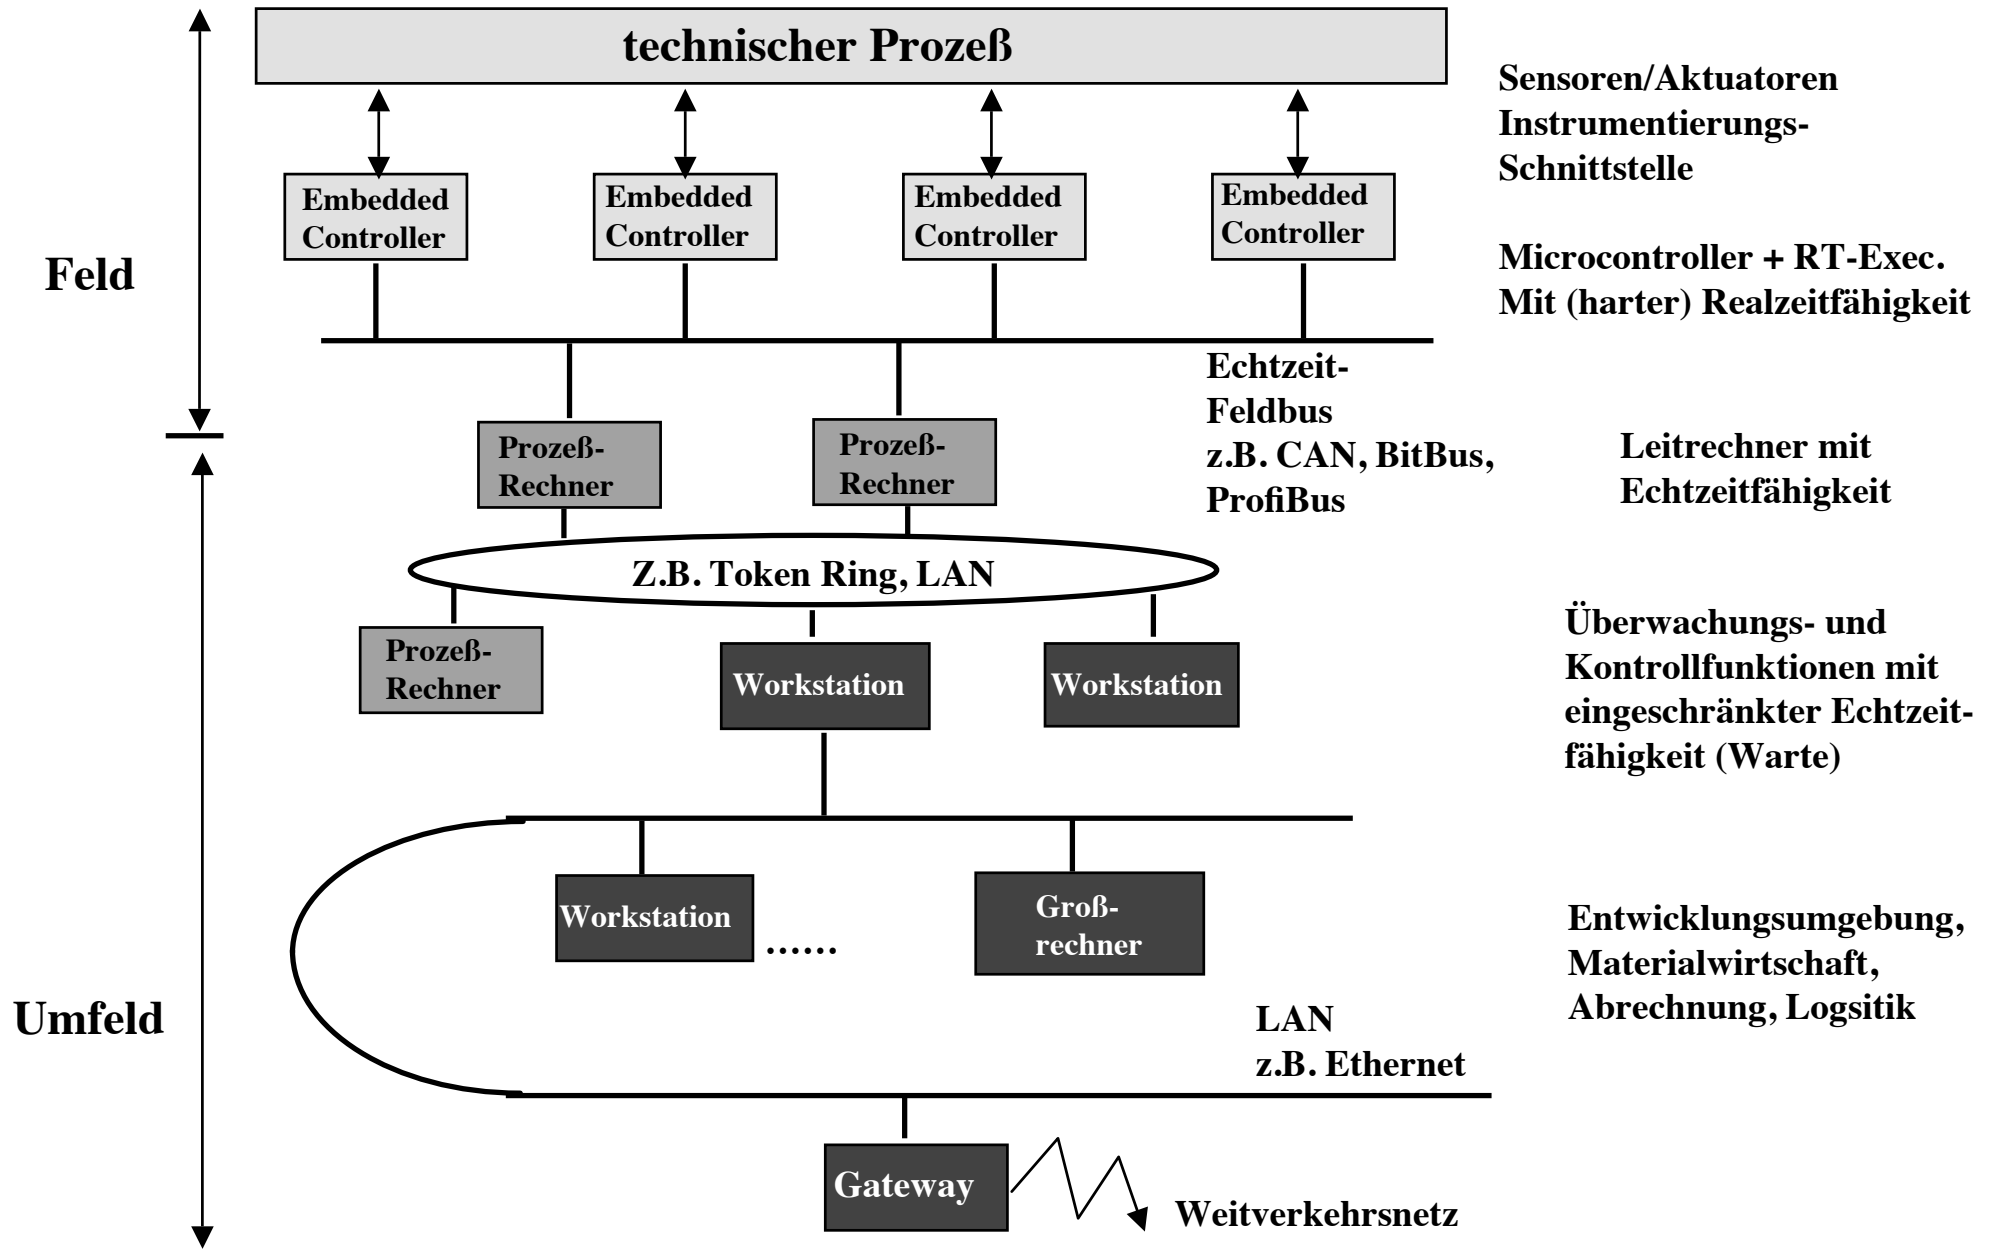 technischer Prozeß
Sensoren/Aktuatoren
Instrumentierungs-
Schnittstelle
Embedded
Controller
Embedded
Controller
Embedded
Controller
Embedded
Controller
Feld
Microcontroller + RT-Exec.
Mit (harter) Realzeitfähigkeit
Echtzeit-
Feldbus
z.B. CAN, BitBus,
ProfiBus
Prozeß-
Rechner
Prozeß-
Rechner
Leitrechner mit
Echtzeitfähigkeit
Z.B. Token Ring, LAN
Prozeß-
Rechner
Workstation
Workstation
Überwachungs- und
Kontrollfunktionen mit
eingeschränkter Echtzeit-
fähigkeit (Warte)
Workstation
......
Groß-
rechner
Entwicklungsumgebung,
Materialwirtschaft,
Abrechnung, Logsitik
Umfeld
LAN
z.B. Ethernet
Gateway
Weitverkehrsnetz